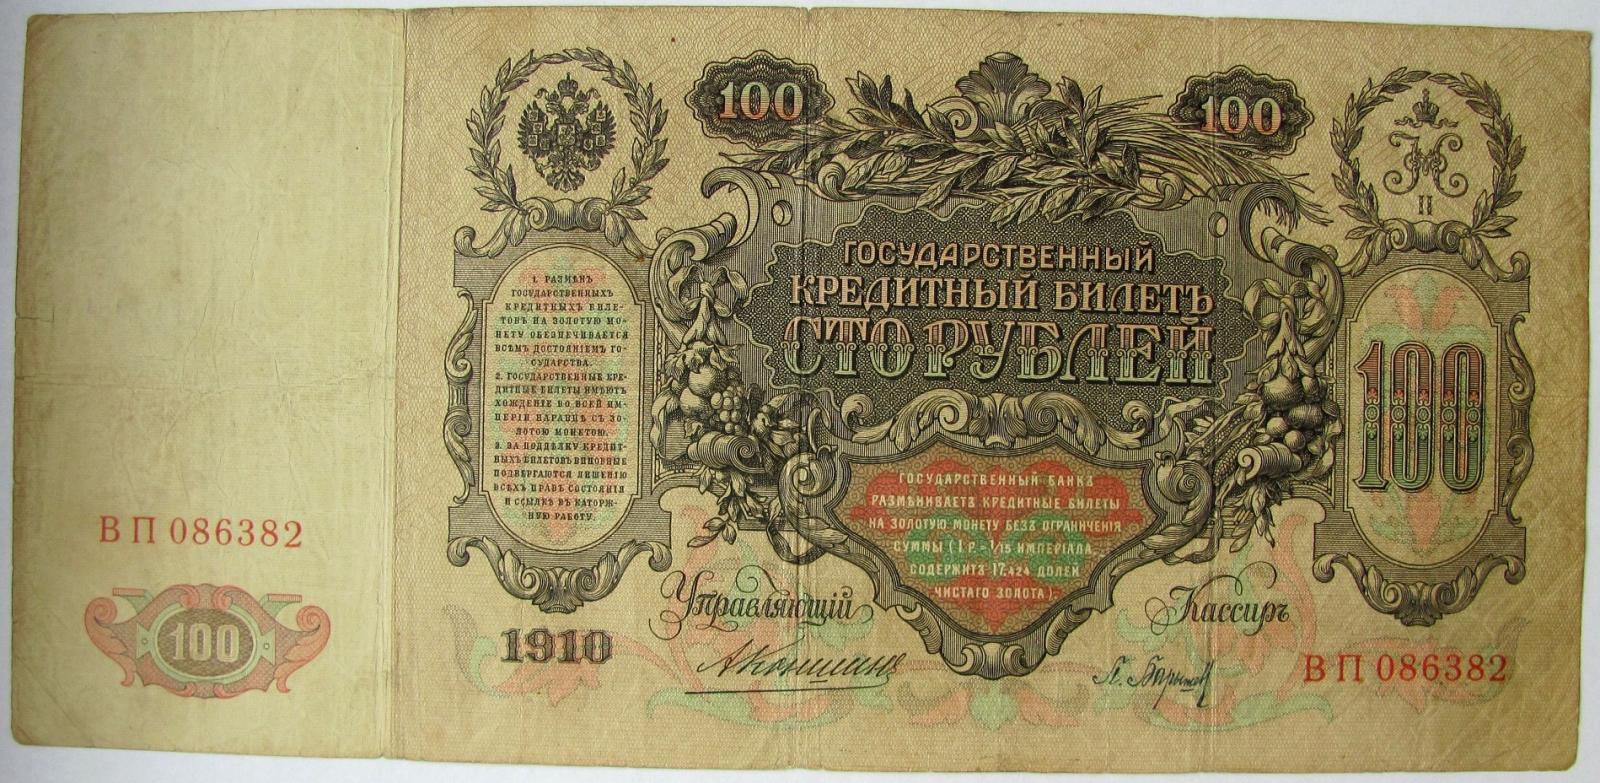 100
100
Н II
ГОСУДАРСТВЕННЫЙ
КРЕДИТНЫЙ БИЛЕТЪ
СТО РУБЛЕЙ
1. РАЗМѢНЪ
ГОСУДАРСТВЕННЫХЪ
КРЕДИТНЫХЪ БИЛЕ-
ТОВЪ НА ЗОЛОТУЮ МО-
НЕТУ ОБЕЗПЕЧИВАЕТСЯ
ВСѢМЪ ДОСТОЯНІЕМЪ ГО-
СУДАРСТВА.
2. ГОСУДАРСТВЕННЫЕ КРЕ-
ДИТНЫЕ БИЛЕТЫ ИМѢЮТЪ
ХОЖДЕНІЕ ВО ВСЕЙ ИМ-
ПЕРІИ НАРАВНѢ СЪ ЗО-
ЛОТОЮ МОНЕТОЮ.
3. ЗА ПОДДѢЛКУ КРЕДИТ-
НЫХЪ БИЛЕТОВЪ ВИНОВНЫЕ
ПОДВЕРГАЮТСЯ ЛИШЕНІЮ
ВСѢХЪ ПРАВЪ СОСТОЯНІЯ
И ССЫЛКѢ ВЪ КАТОРЖ-
НУЮ РАБОТУ.
100
ГОСУДАРСТВЕННЫЙ БАНКЪ
РАЗМѢНИВАЕТЪ КРЕДИТНЫЕ БИЛЕТЫ
НА ЗОЛОТУЮ МОНЕТУ БЕЗЪ ОГРАНИЧЕНІЯ
СУММЫ (1 Р.= 1/15 ИМПЕРІАЛА,
СОДЕРЖИТЪ 17,424 ДОЛЕЙ
ЧИСТАГО ЗОЛОТА).
ВП 086382
100
1910
Управляющій
Кассиръ
А Коншинъ
ВП 086382